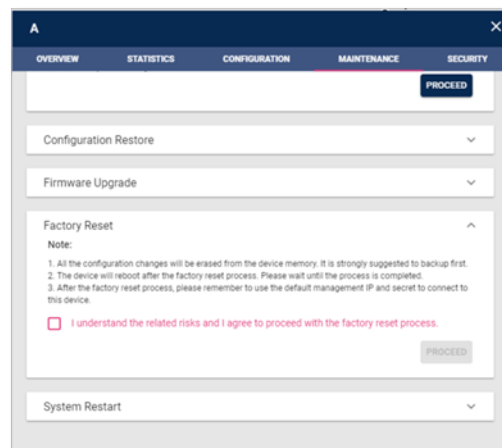 A
OVERVIEW STATISTICS CONFIGURATION MAINTENANCE SECURITY
PROCEED
Configuration Restore
Firmware Upgrade
Factory Reset
Note:
1. All the configuration changes will be erased from the device memory. It is strongly suggested to backup first.
2. The device will reboot after the factory reset process. Please wait until the process is completed.
3. After the factory reset process, please remember to use the default management IP and secret to connect to
this device.
I understand the related risks and I agree to proceed with the factory reset process.
PROCEED
System Restart